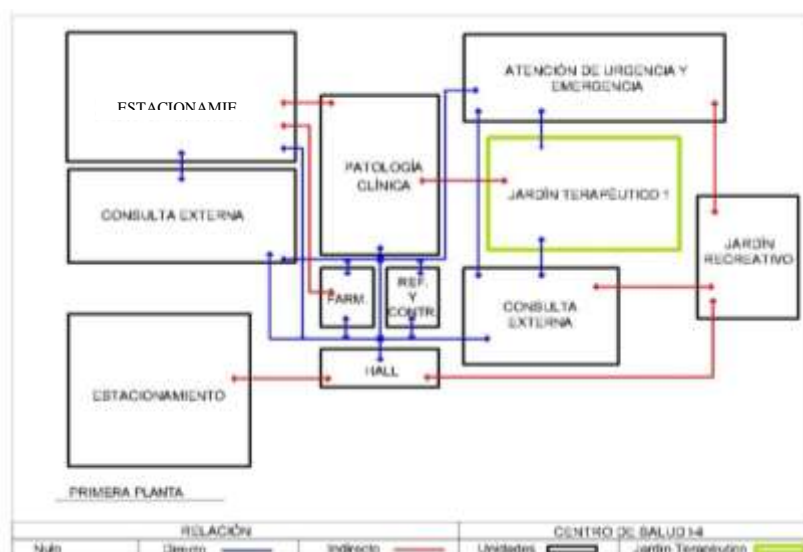 ESTACIONAMIE
ATENCIÓN DE URGENCIA Y
EMERGENCIA
PATOLOGÍA
CLÍNICA
JARDÍN TERAPÉUTICO 1
CONSULTA EXTERNA
JARDÍN
RECREATIVO
FARM.
REF.
Y
CONTR.
CONSULTA
EXTERNA
HALL
ESTACIONAMIENTO
PRIMERA PLANTA
RELACIÓN
CENTRO DE SALUD I-4
Nulo
Directo
Indirecto
Unidades
Jardín Terapéutico